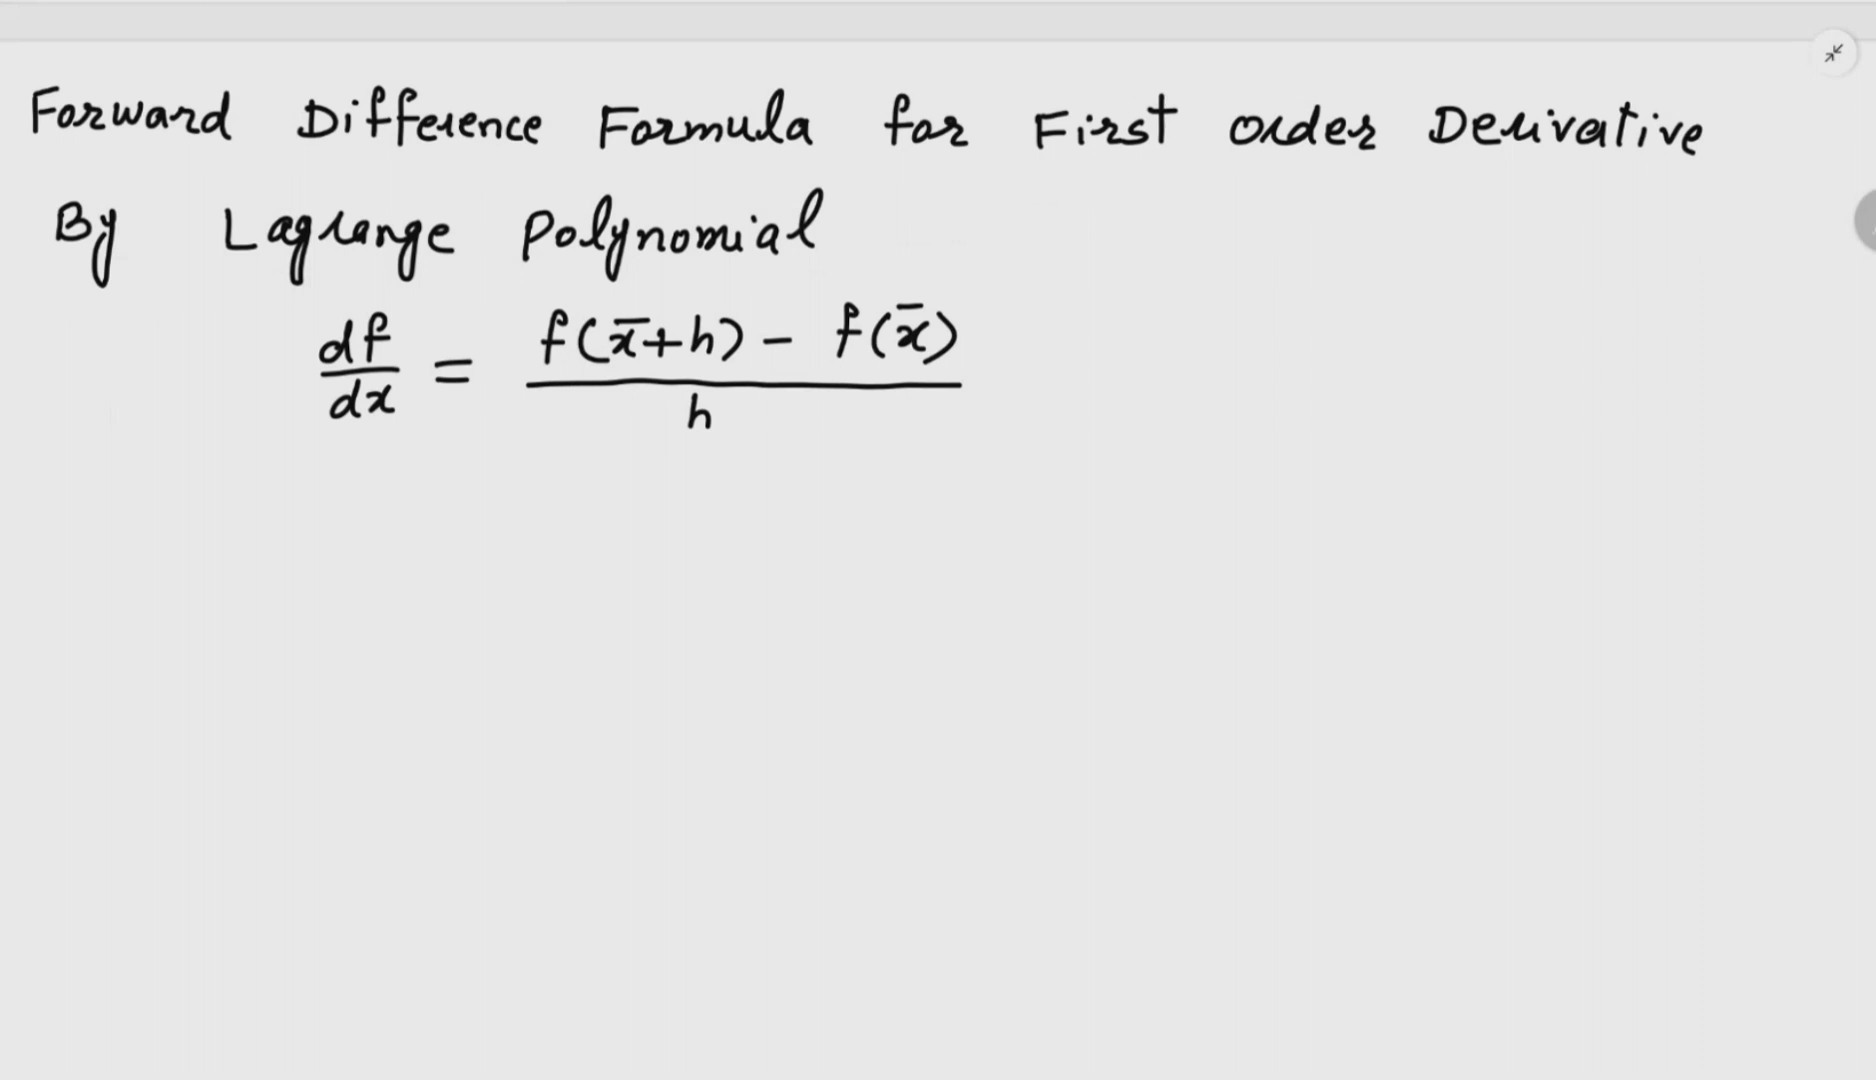 Forward Difference Formula for First order Derivative
By Lagrange Polynomial
df/dx = f(x̄+h) - f(x̄) / h